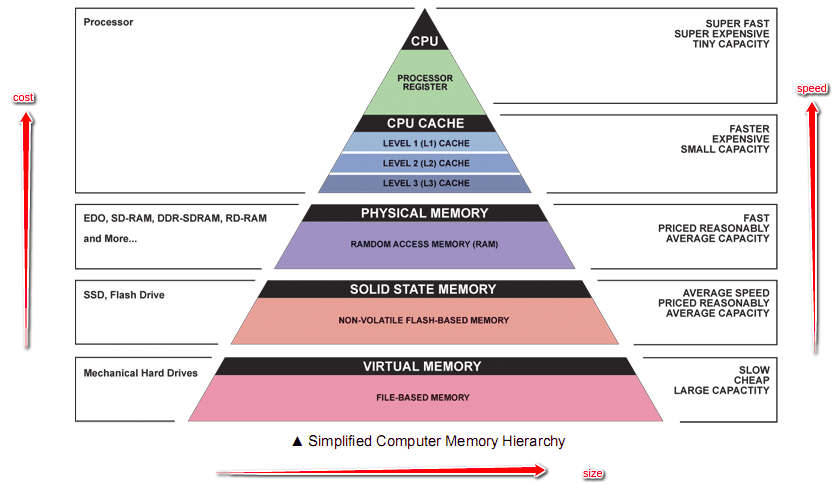 Processor
CPU
PROCESSOR
REGISTER
SUPER FAST
SUPER EXPENSIVE
TINY CAPACITY
cost
speed
CPU CACHE
LEVEL 1 (L1) CACHE
LEVEL 2 (L2) CACHE
LEVEL 3 (L3) CACHE
FASTER
EXPENSIVE
SMALL CAPACITY
EDO, SD-RAM, DDR-SDRAM, RD-RAM
and More...
PHYSICAL MEMORY
RAMDOM ACCESS MEMORY (RAM)
FAST
PRICED REASONABLY
AVERAGE CAPACITY
SSD, Flash Drive
SOLID STATE MEMORY
NON-VOLATILE FLASH-BASED MEMORY
AVERAGE SPEED
PRICED REASONABLY
AVERAGE CAPACITY
Mechanical Hard Drives
VIRTUAL MEMORY
FILE-BASED MEMORY
SLOW
CHEAP
LARGE CAPACTITY
▲ Simplified Computer Memory Hierarchy
size